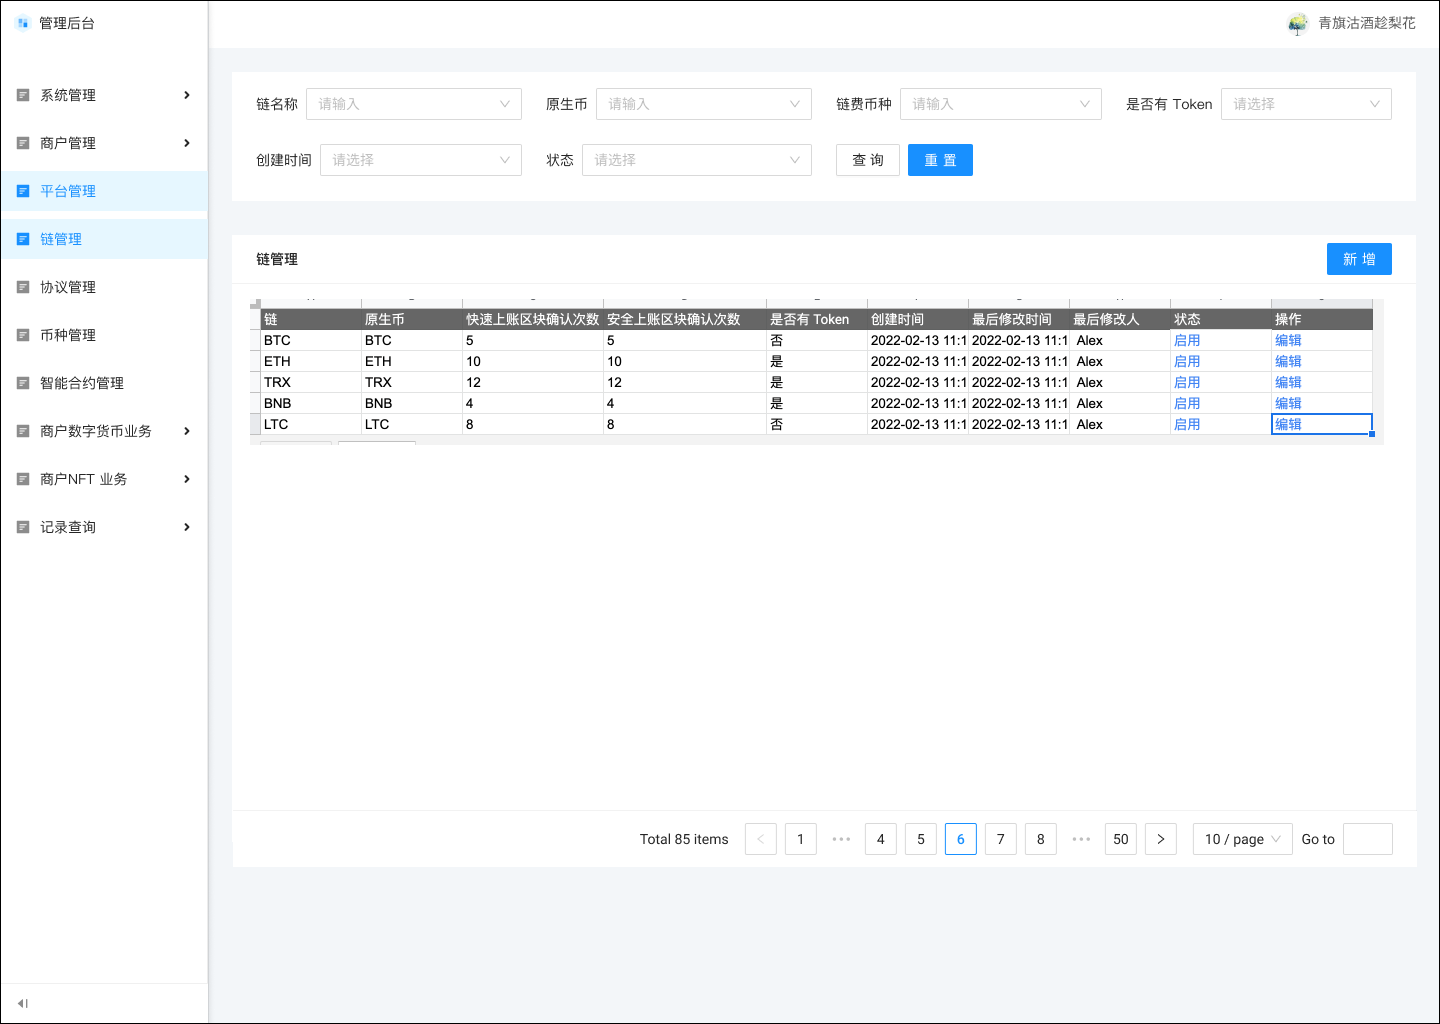 管理后台
青旗沽酒趁梨花
系统管理
商户管理
平台管理
链管理
协议管理
币种管理
智能合约管理
商户数字货币业务
商户NFT 业务
记录查询
链名称 请输入 原生币 请输入 链费币种 请输入 是否有 Token 请选择
创建时间 请选择 状态 请选择 查 询 重 置
链管理 新 增
链 原生币 快速上账区块确认次数 安全上账区块确认次数 是否有 Token 创建时间 最后修改时间 最后修改人 状态 操作
BTC BTC 5 5 否 2022-02-13 11:1 2022-02-13 11:1 Alex 启用 编辑
ETH ETH 10 10 是 2022-02-13 11:1 2022-02-13 11:1 Alex 启用 编辑
TRX TRX 12 12 是 2022-02-13 11:1 2022-02-13 11:1 Alex 启用 编辑
BNB BNB 4 4 是 2022-02-13 11:1 2022-02-13 11:1 Alex 启用 编辑
LTC LTC 8 8 否 2022-02-13 11:1 2022-02-13 11:1 Alex 启用 编辑
Total 85 items < 1 ••• 4 5 6 7 8 ••• 50 > 10 / page Go to